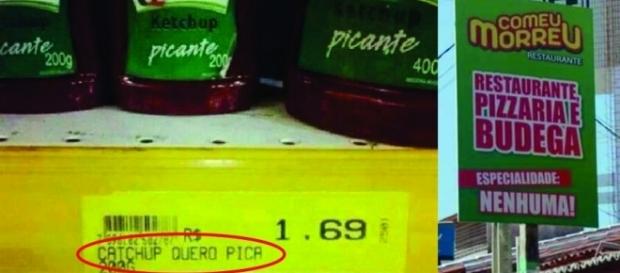 Ketchup
picante
200g
Ketchup
picante
200
picante
400
R$
1.69
CATCHUP QUERO PICA
200G
COMEU
MORREU
RESTAURANTE
RESTAURANTE,
PIZZARIA E
BUDEGA
ESPECIALIDADE:
NENHUMA!